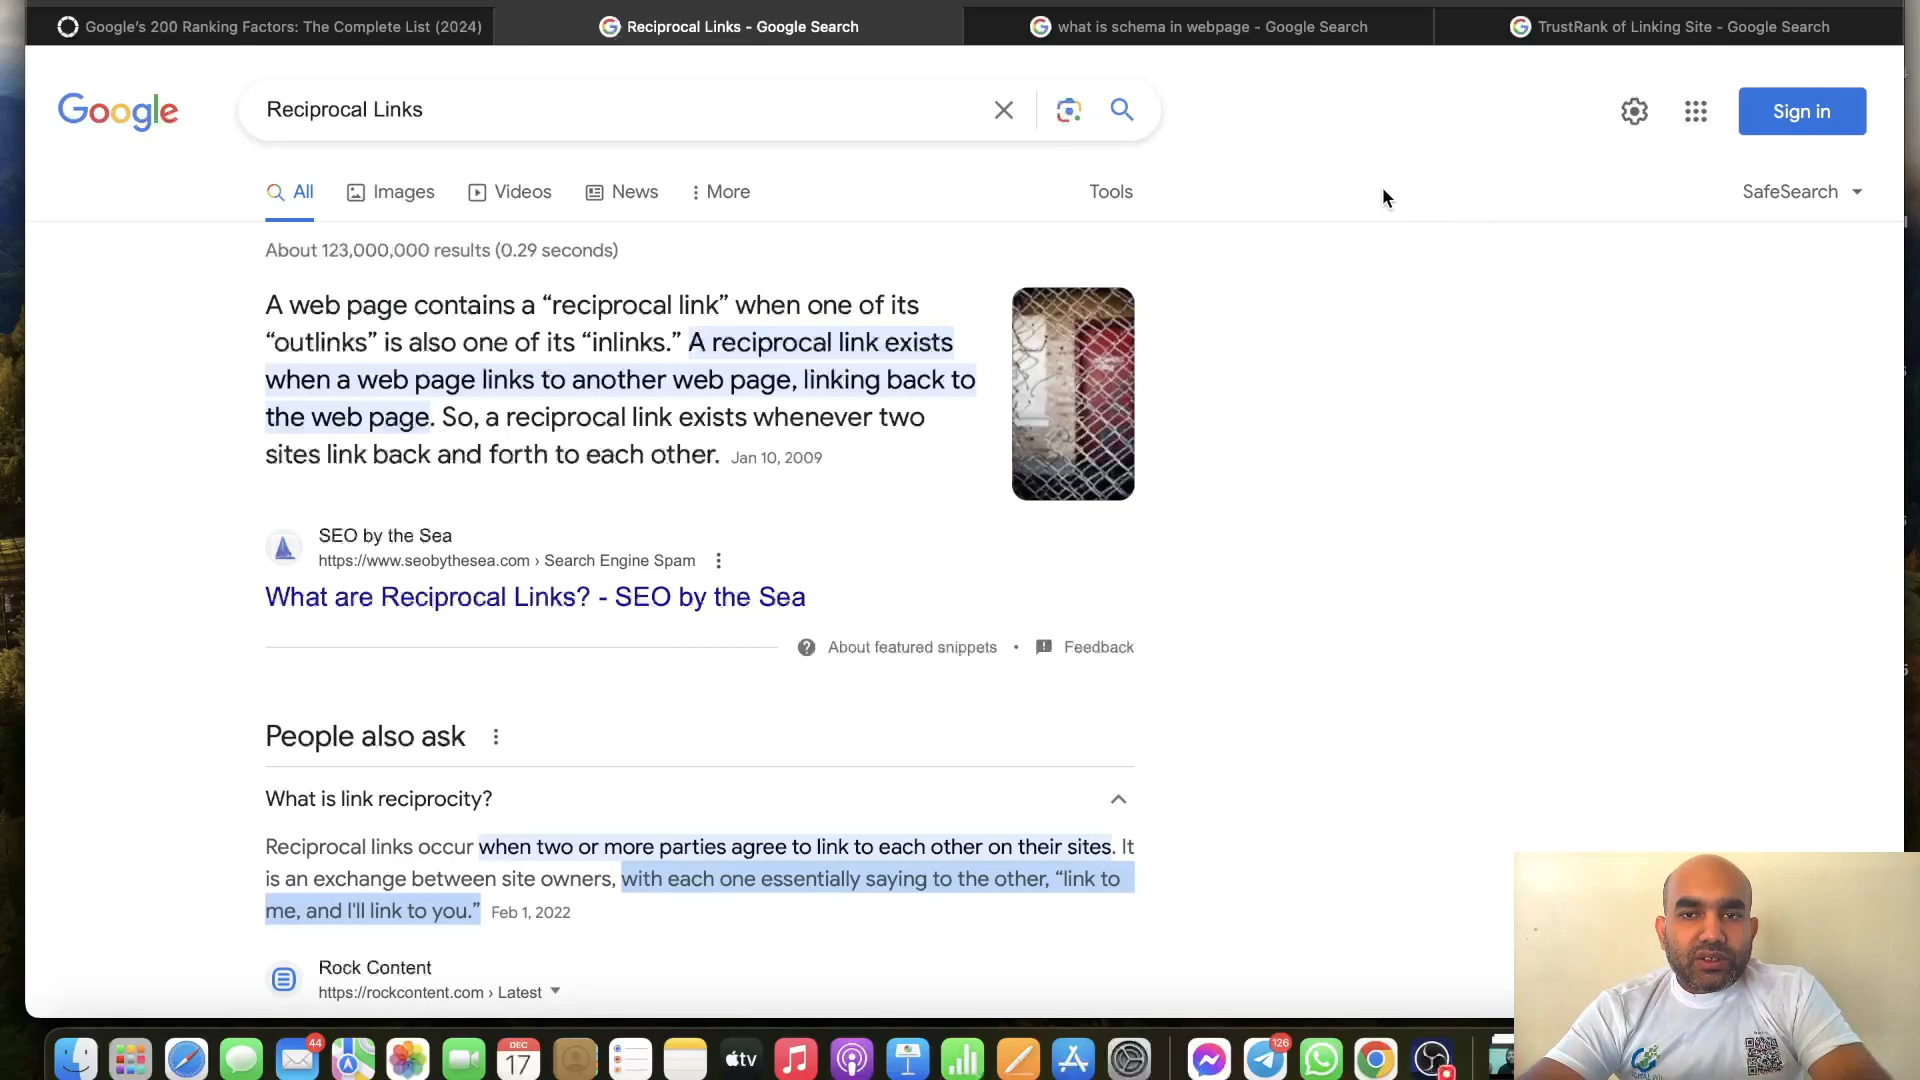 Google's 200 Ranking Factors: The Complete List (2024)
Reciprocal Links - Google Search
what is schema in webpage - Google Search
TrustRank of Linking Site - Google Search
Google
Reciprocal Links
Sign in
All
Images
Videos
News
More
Tools
SafeSearch
About 123,000,000 results (0.29 seconds)
A web page contains a “reciprocal link” when one of its
“outlinks” is also one of its “inlinks.” A reciprocal link exists
when a web page links to another web page, linking back to
the web page. So, a reciprocal link exists whenever two
sites link back and forth to each other. Jan 10, 2009
SEO by the Sea
https://www.seobythesea.com › Search Engine Spam
What are Reciprocal Links? - SEO by the Sea
About featured snippets • Feedback
People also ask
What is link reciprocity?
Reciprocal links occur when two or more parties agree to link to each other on their sites. It
is an exchange between site owners, with each one essentially saying to the other, “link to
me, and I'll link to you.” Feb 1, 2022
Rock Content
https://rockcontent.com › Latest
44
DEC
17
tv
126